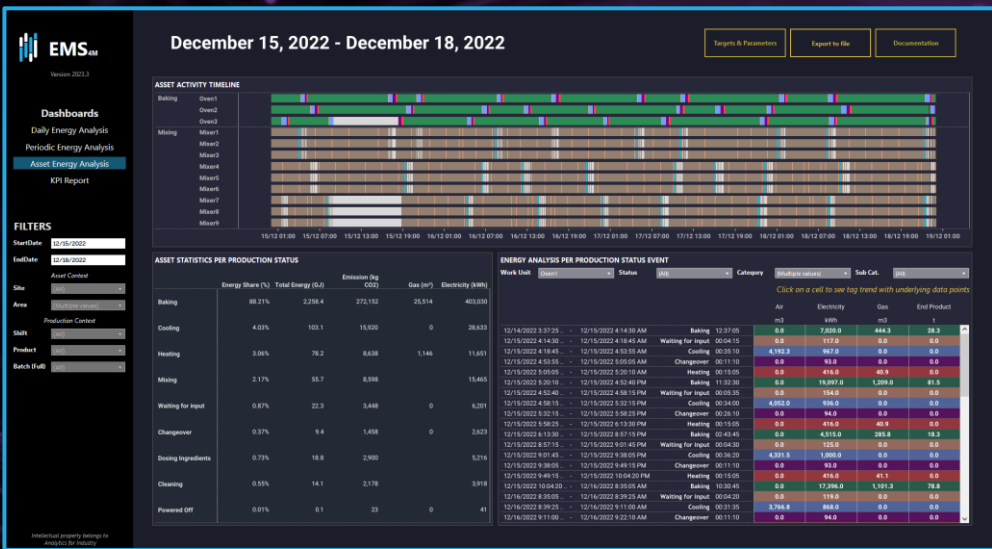 EMS4M
Version 2023.3
December 15, 2022 - December 18, 2022
Targets & Parameters
Export to file
Documentation
Dashboards
Daily Energy Analysis
Periodic Energy Analysis
Asset Energy Analysis
KPI Report
FILTERS
StartDate 12/15/2022
EndDate 12/18/2022
Asset Context
Site (All)
Area (Multiple values)
Production Context
Shift (All)
Product (All)
Batch (Full) (All)
Intellectual property belongs to
Analytics for Industry
ASSET ACTIVITY TIMELINE
Baking Oven1
Oven2
Oven3
Mixing Mixer1
Mixer2
Mixer3
Mixer4
Mixer5
Mixer6
Mixer7
Mixer8
Mixer9
15/12 01:00 15/12 07:00 15/12 13:00 15/12 19:00 16/12 01:00 16/12 07:00 16/12 13:00 16/12 19:00 17/12 01:00 17/12 07:00 17/12 13:00 17/12 19:00 18/12 01:00 18/12 07:00 18/12 13:00 18/12 19:00 19/12 01:00
ASSET STATISTICS PER PRODUCTION STATUS
Energy Share (%) Total Energy (GJ) Emission (kg CO2) Gas (m³) Electricity (kWh)
Baking 88.21% 2,258.4 272,152 25,514 403,030
Cooling 4.03% 103.1 15,920 0 28,633
Heating 3.06% 78.2 8,638 1,146 11,651
Mixing 2.17% 55.7 8,598 15,465
Waiting for input 0.87% 22.3 3,448 0 6,201
Changeover 0.37% 9.4 1,458 0 2,623
Dosing Ingredients 0.73% 18.8 2,900 5,216
Cleaning 0.55% 14.1 2,178 3,918
Powered Off 0.01% 0.1 23 0 41
ENERGY ANALYSIS PER PRODUCTION STATUS EVENT
Work Unit Oven1 Status (All) Category (Multiple values) Sub Cat. (All)
Click on a cell to see tag trend with underlying data points
Air Electricity Gas End Product
m3 kWh m3 t
12/14/2022 3:37:25 .. - 12/15/2022 4:14:30 AM Baking 12:37:05 0.0 7,020.0 444.3 28.3
12/15/2022 4:14:30 .. - 12/15/2022 4:18:45 AM Waiting for Input 00:04:15 0.0 117.0 0.0 0.0
12/15/2022 4:18:45 .. - 12/15/2022 4:53:55 AM Cooling 00:35:10 4,192.3 967.0 0.0 0.0
12/15/2022 4:53:55 .. - 12/15/2022 5:05:05 AM Changeover 00:11:10 0.0 93.0 0.0 0.0
12/15/2022 5:05:05 .. - 12/15/2022 5:20:10 AM Heating 00:15:05 0.0 416.0 40.9 0.0
12/15/2022 5:20:10 .. - 12/15/2022 4:52:40 PM Baking 11:32:30 0.0 19,097.0 1,209.0 81.5
12/15/2022 4:52:40 .. - 12/15/2022 4:58:15 PM Waiting for Input 00:05:35 0.0 154.0 0.0 0.0
12/15/2022 4:58:15 .. - 12/15/2022 5:32:15 PM Cooling 00:34:00 4,052.0 936.0 0.0 0.0
12/15/2022 5:32:15 .. - 12/15/2022 5:58:25 PM Changeover 00:26:10 0.0 94.0 0.0 0.0
12/15/2022 5:58:25 .. - 12/15/2022 6:13:30 PM Heating 00:15:05 0.0 416.0 40.9 0.0
12/15/2022 6:13:30 .. - 12/15/2022 8:57:15 PM Baking 02:43:45 0.0 4,515.0 285.8 18.3
12/15/2022 8:57:15 .. - 12/15/2022 9:01:45 PM Waiting for Input 00:04:30 0.0 125.0 0.0 0.0
12/15/2022 9:01:45 .. - 12/15/2022 9:38:05 PM Cooling 00:36:20 4,331.5 1,000.0 0.0 0.0
12/15/2022 9:38:05 .. - 12/15/2022 9:49:15 PM Changeover 00:11:10 0.0 93.0 0.0 0.0
12/15/2022 9:49:15 .. - 12/15/2022 10:04:20 PM Heating 00:15:05 0.0 416.0 41.1 0.0
12/15/2022 10:04:20 .. - 12/16/2022 8:35:05 AM Baking 10:30:45 0.0 17,396.0 1,101.3 78.8
12/16/2022 8:35:05 .. - 12/16/2022 8:39:25 AM Waiting for Input 00:04:20 0.0 119.0 0.0 0.0
12/16/2022 8:39:25 .. - 12/16/2022 9:11:00 AM Cooling 00:31:35 3,766.8 868.0 0.0 0.0
12/16/2022 9:11:00 .. - 12/16/2022 9:22:10 AM Changeover 00:11:10 0.0 94.0 0.0 0.0